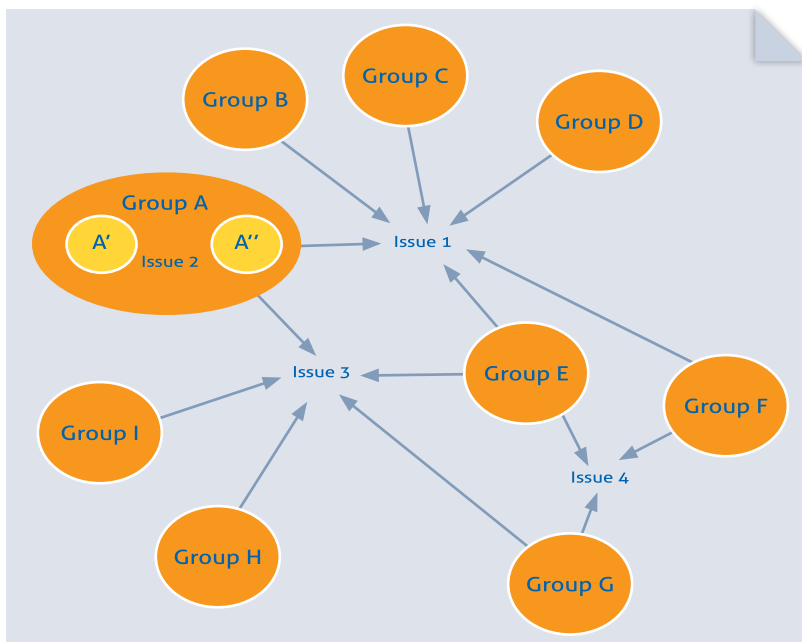 Group C
Group B
Group D
Group A
A'
A''
Issue 2
Issue 1
Issue 3
Group E
Group F
Group I
Issue 4
Group H
Group G